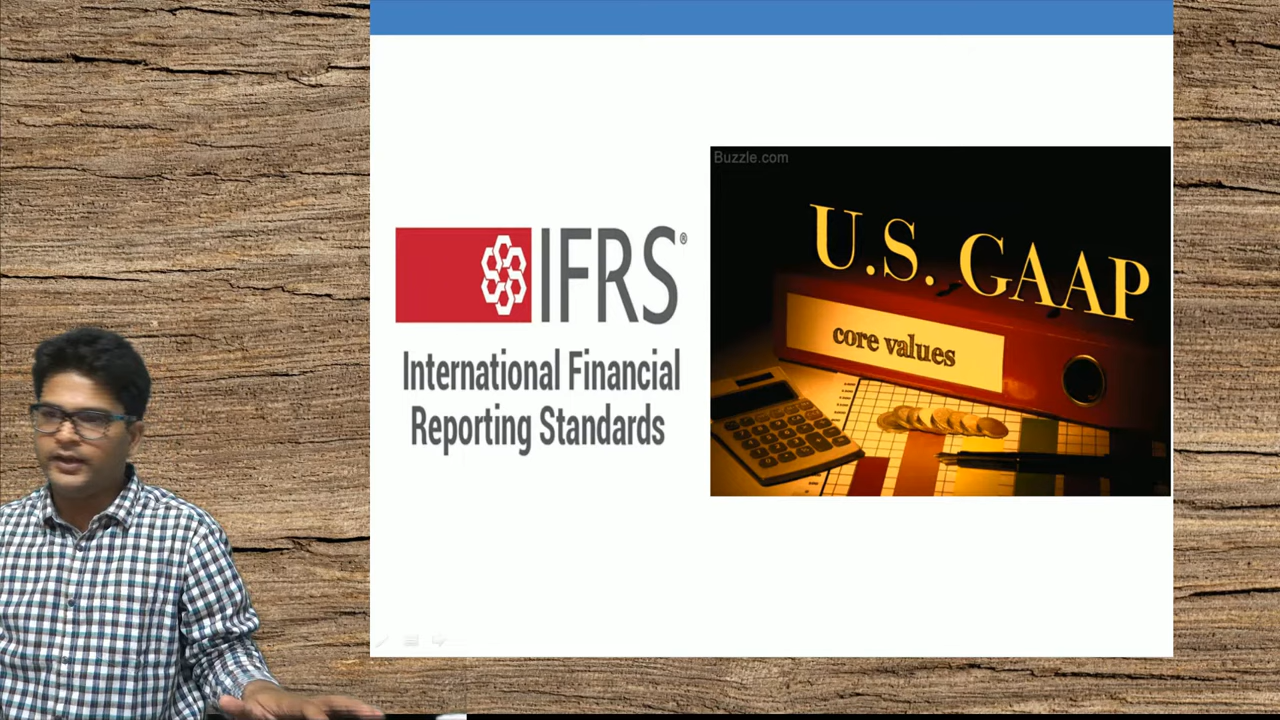 IFRS®
International Financial
Reporting Standards
Buzzle.com
U.S. GAAP
core values